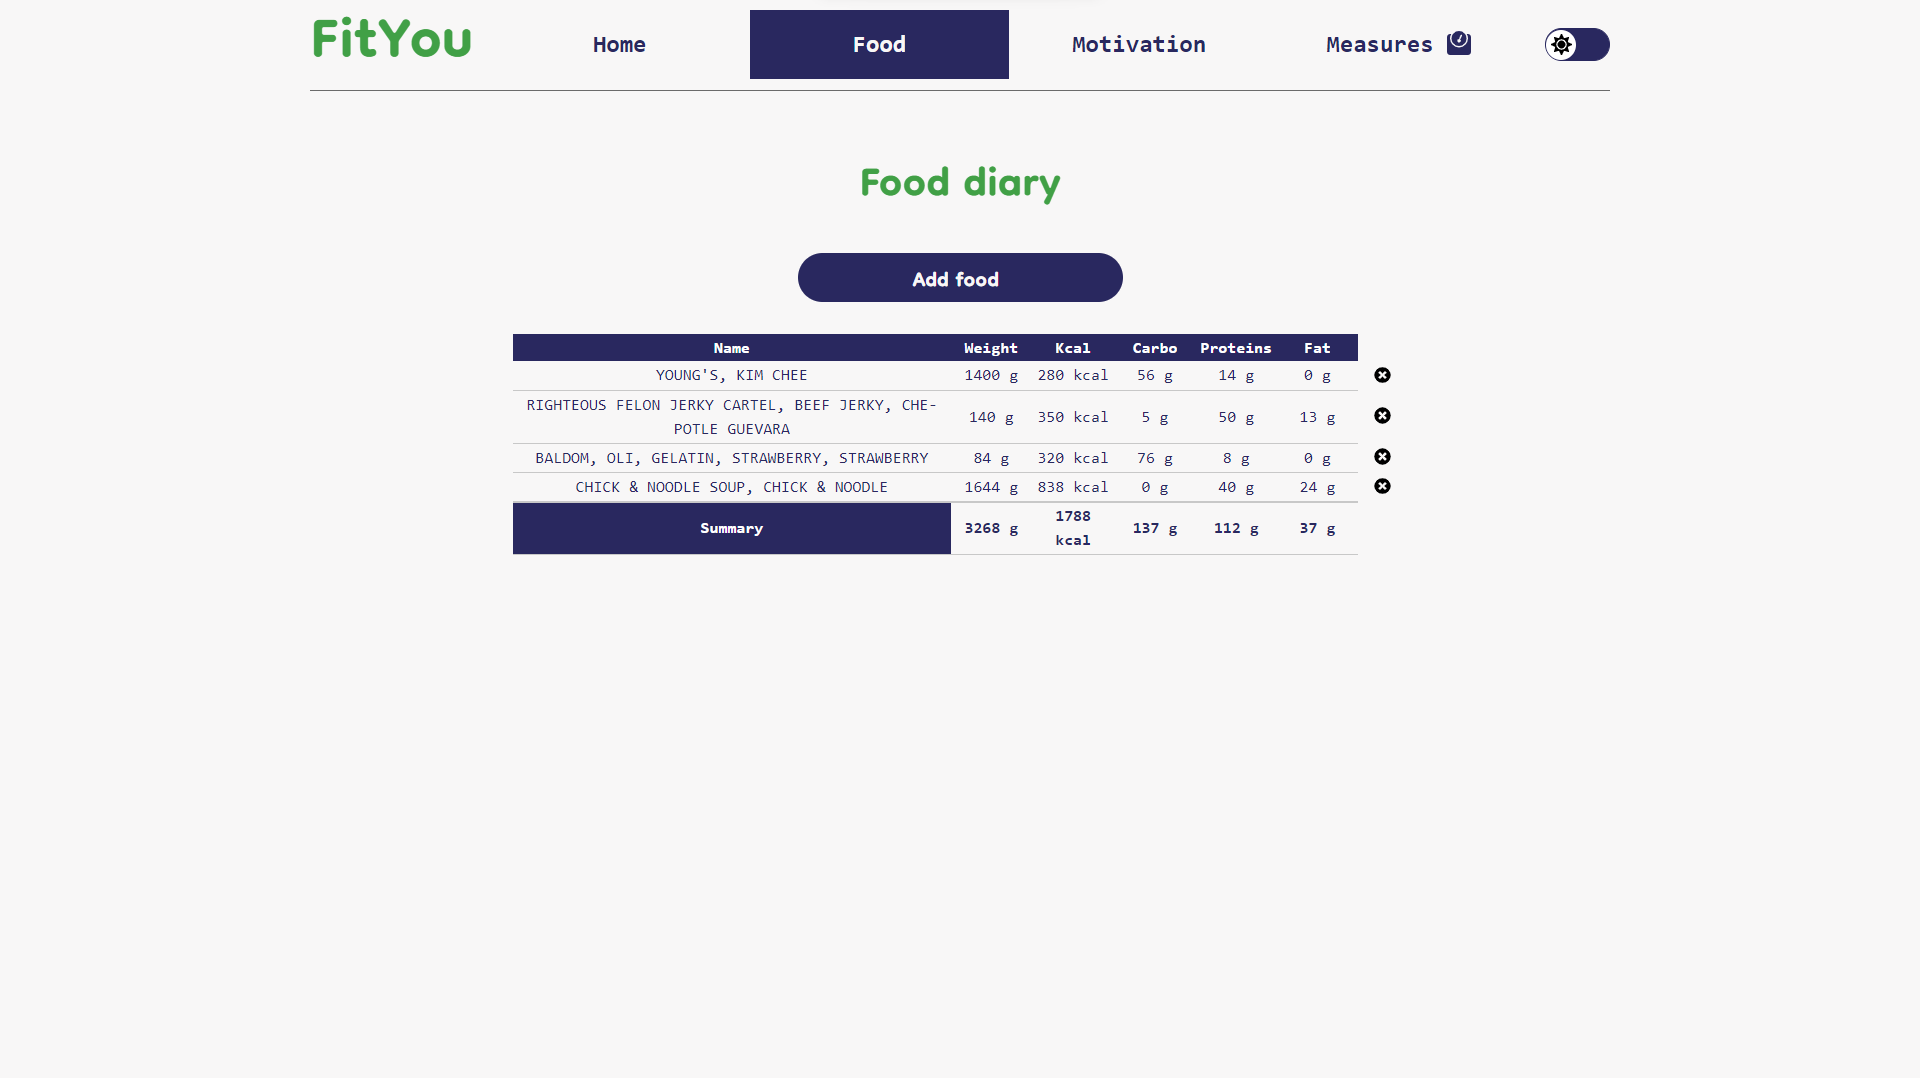 FitYou
Home
Food
Motivation
Measures
Food diary
Add food
Name Weight Kcal Carbo Proteins Fat
YOUNG'S, KIM CHEE 1400 g 280 kcal 56 g 14 g 0 g
RIGHTEOUS FELON JERKY CARTEL, BEEF JERKY, CHE-
POTLE GUEVARA 140 g 350 kcal 5 g 50 g 13 g
BALDOM, OLI, GELATIN, STRAWBERRY, STRAWBERRY 84 g 320 kcal 76 g 8 g 0 g
CHICK & NOODLE SOUP, CHICK & NOODLE 1644 g 838 kcal 0 g 40 g 24 g
Summary 3268 g 1788 kcal 137 g 112 g 37 g